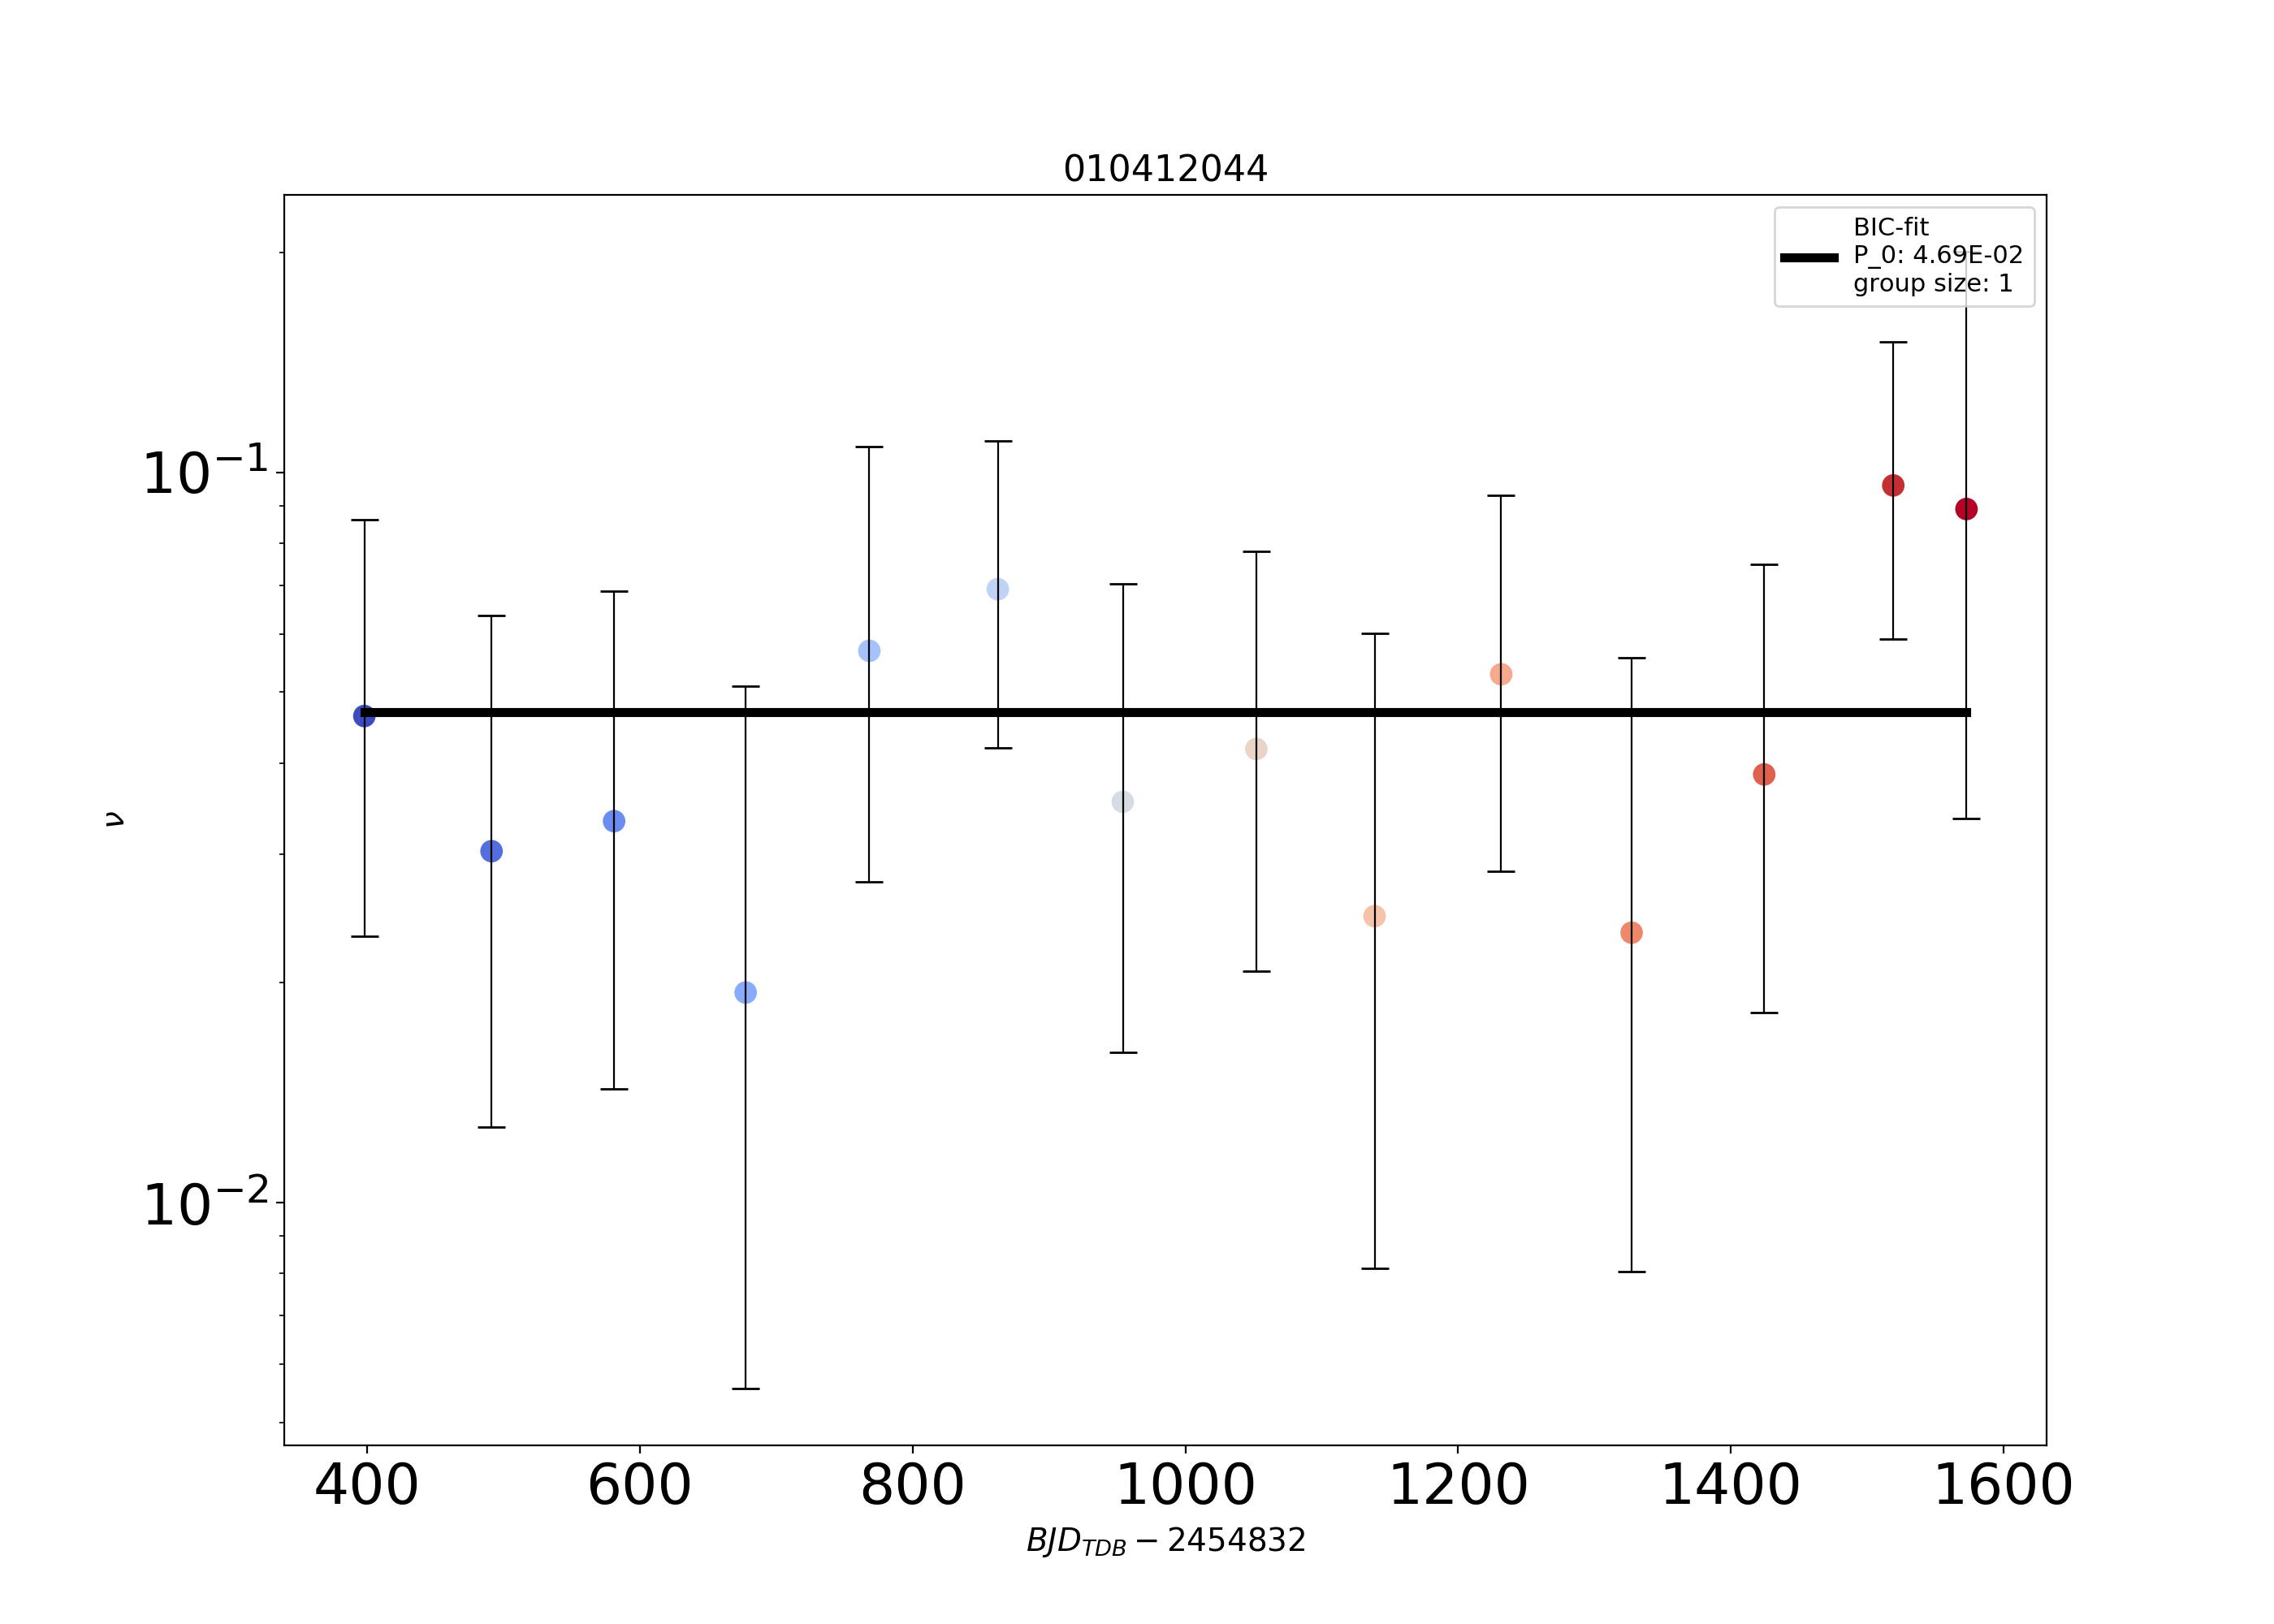 010412044
BIC-fit
P_0: 4.69E-02
group size: 1
10⁻¹
10⁻²
ν
400 600 800 1000 1200 1400 1600
BJD_TDB − 2454832